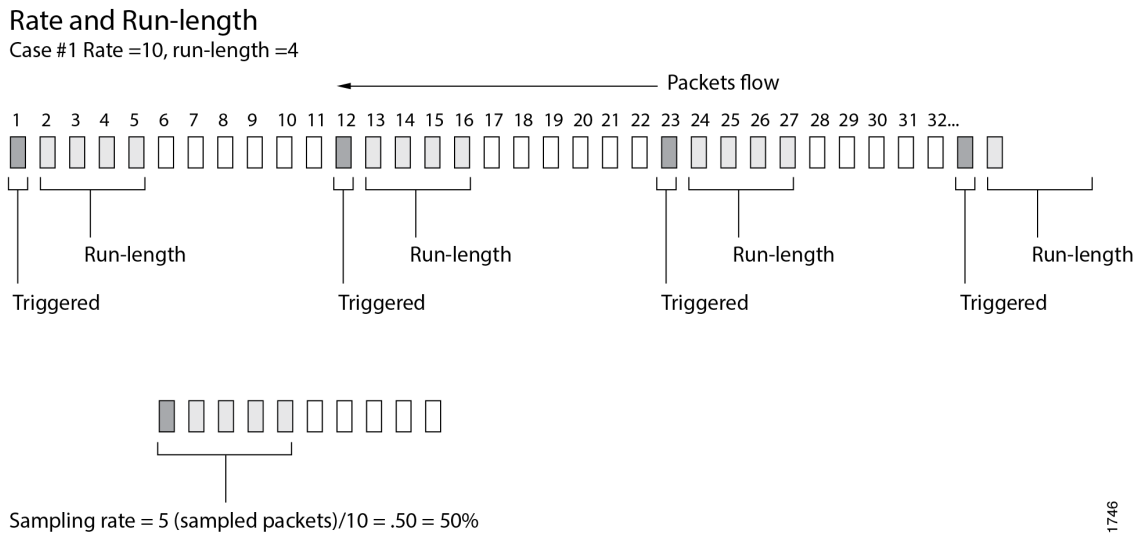 Rate and Run-length
Case #1 Rate =10, run-length =4
Packets flow
1 2 3 4 5 6 7 8 9 10 11 12 13 14 15 16 17 18 19 20 21 22 23 24 25 26 27 28 29 30 31 32...
Run-length Run-length Run-length Run-length
Triggered Triggered Triggered Triggered
Sampling rate = 5 (sampled packets)/10 = .50 = 50%
1746